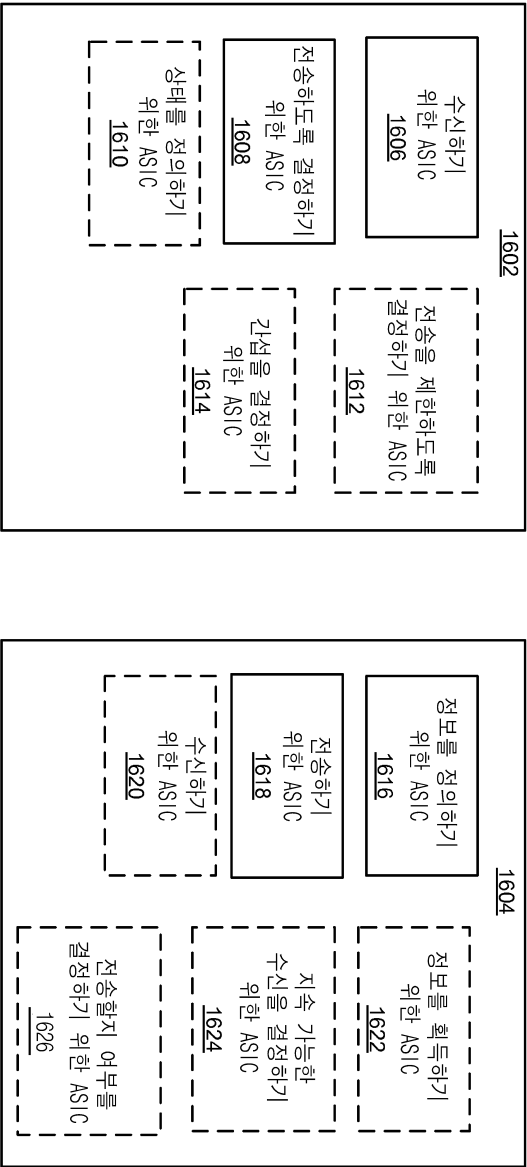 1602
수신하기
위한 ASIC
1606
전송하도록 결정하기
위한 ASIC
1608
상태를 정의하기
위한 ASIC
1610
전송을 제한하도록
결정하기 위한 ASIC
1612
간섭을 결정하기
위한 ASIC
1614
1604
정보를 정의하기
위한 ASIC
1616
전송하기
위한 ASIC
1618
수신하기
위한 ASIC
1620
정보를 획득하기
위한 ASIC
1622
지속 가능한
수신을 결정하기
위한 ASIC
1624
전송할지 여부를
결정하기 위한 ASIC
1626